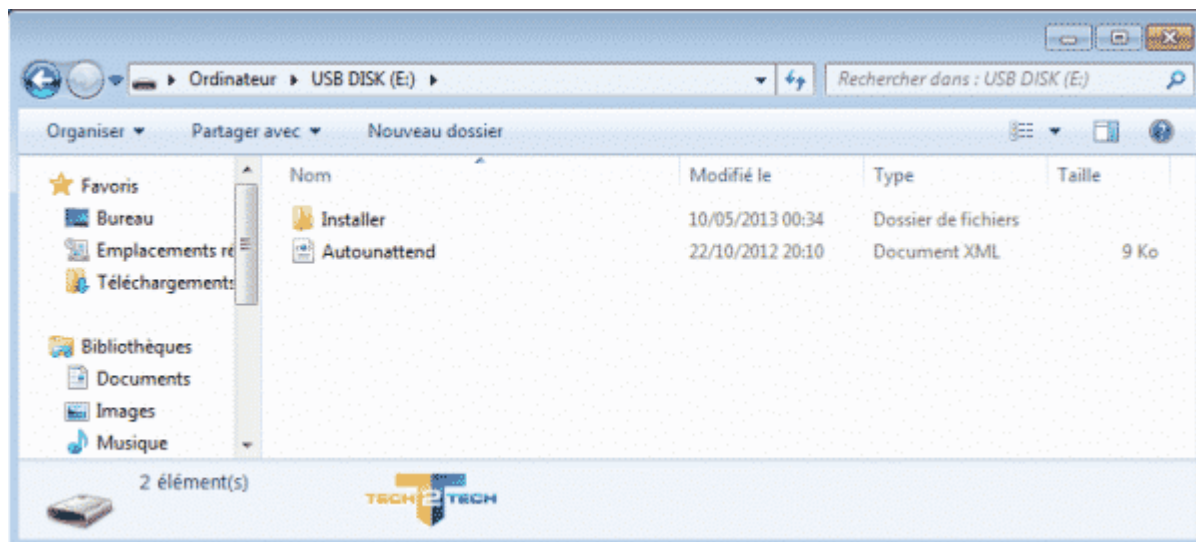 Ordinateur USB DISK (E:)
Rechercher dans : USB DISK (E:)
Organiser Partager avec Nouveau dossier
Favoris
Bureau
Emplacements ré
Téléchargements
Bibliothèques
Documents
Images
Musique
Nom Modifié le Type Taille
Installer 10/05/2013 00:34 Dossier de fichiers
Autounattend 22/10/2012 20:10 Document XML 9 Ko
2 élément(s)
TECH 2 TECH